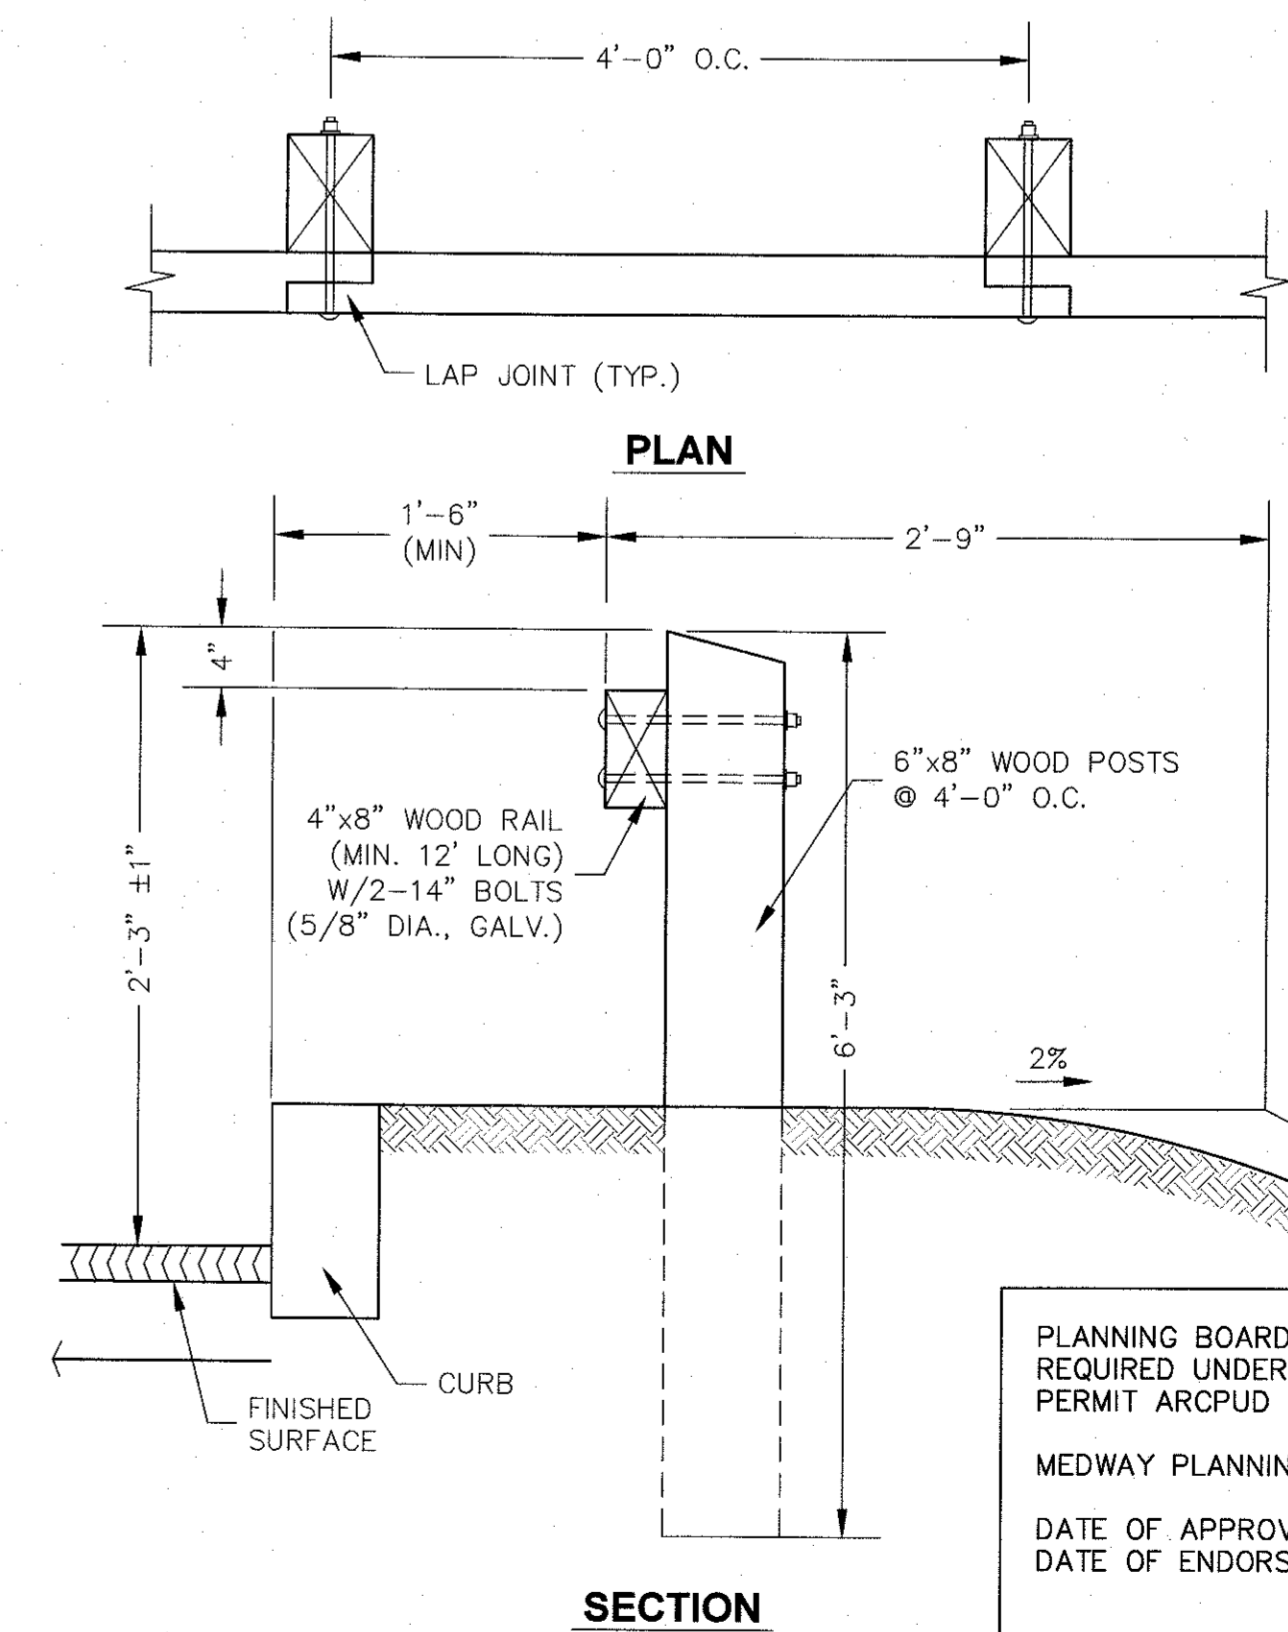 4'-0" O.C.
LAP JOINT (TYP.)
PLAN
1'-6"
(MIN)
2'-9"
4"
2'-3" ±1"
6"x8" WOOD POSTS
@ 4'-0" O.C.
4"x8" WOOD RAIL
(MIN. 12' LONG)
W/2-14" BOLTS
(5/8" DIA., GALV.)
6'-3"
2%
CURB
FINISHED
SURFACE
PLANNING BOARD
REQUIRED UNDER
PERMIT ARCPUD
MEDWAY PLANNIN
DATE OF APPROV
DATE OF ENDORS
SECTION